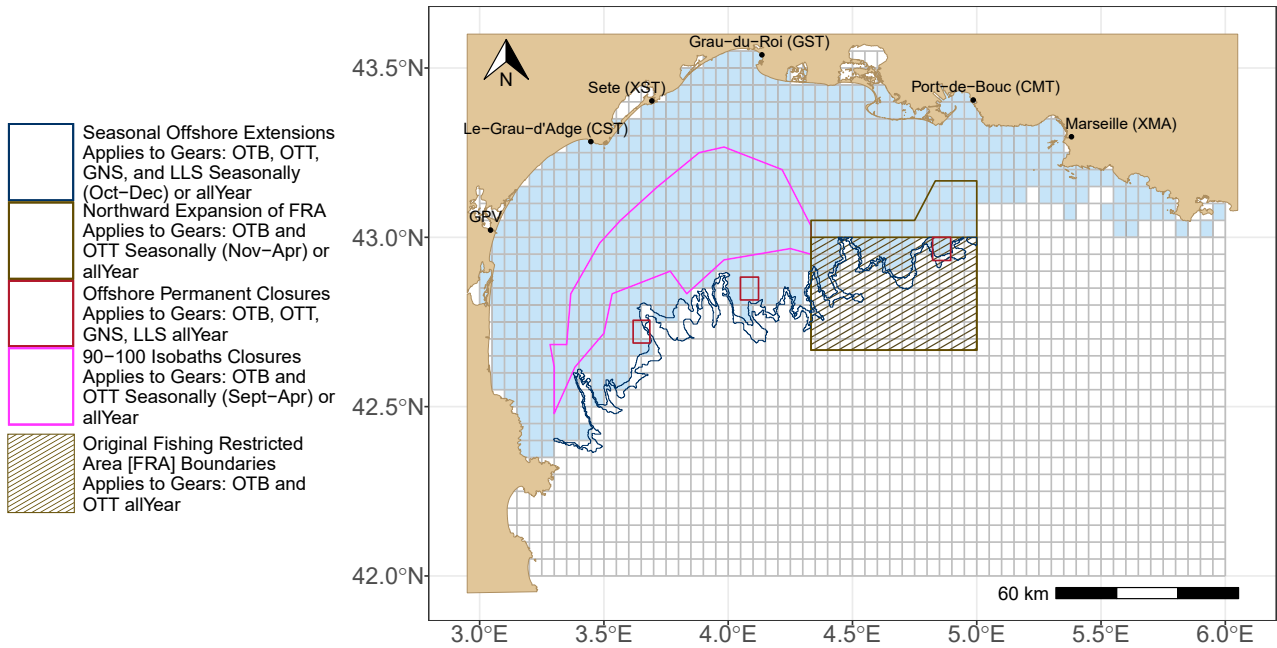 Seasonal Offshore Extensions
Applies to Gears: OTB, OTT,
GNS, and LLS Seasonally
(Oct−Dec) or allYear
Northward Expansion of FRA
Applies to Gears: OTB and
OTT Seasonally (Nov−Apr) or
allYear
Offshore Permanent Closures
Applies to Gears: OTB, OTT,
GNS, LLS allYear
90−100 Isobaths Closures
Applies to Gears: OTB and
OTT Seasonally (Sept−Apr) or
allYear
Original Fishing Restricted
Area [FRA] Boundaries
Applies to Gears: OTB and
OTT allYear
43.5°N
43.0°N
42.5°N
42.0°N
N
Grau−du−Roi (GST)
Sete (XST)
Port−de−Bouc (CMT)
Le−Grau−d'Adge (CST)
Marseille (XMA)
GPV
60 km
3.0°E
3.5°E
4.0°E
4.5°E
5.0°E
5.5°E
6.0°E